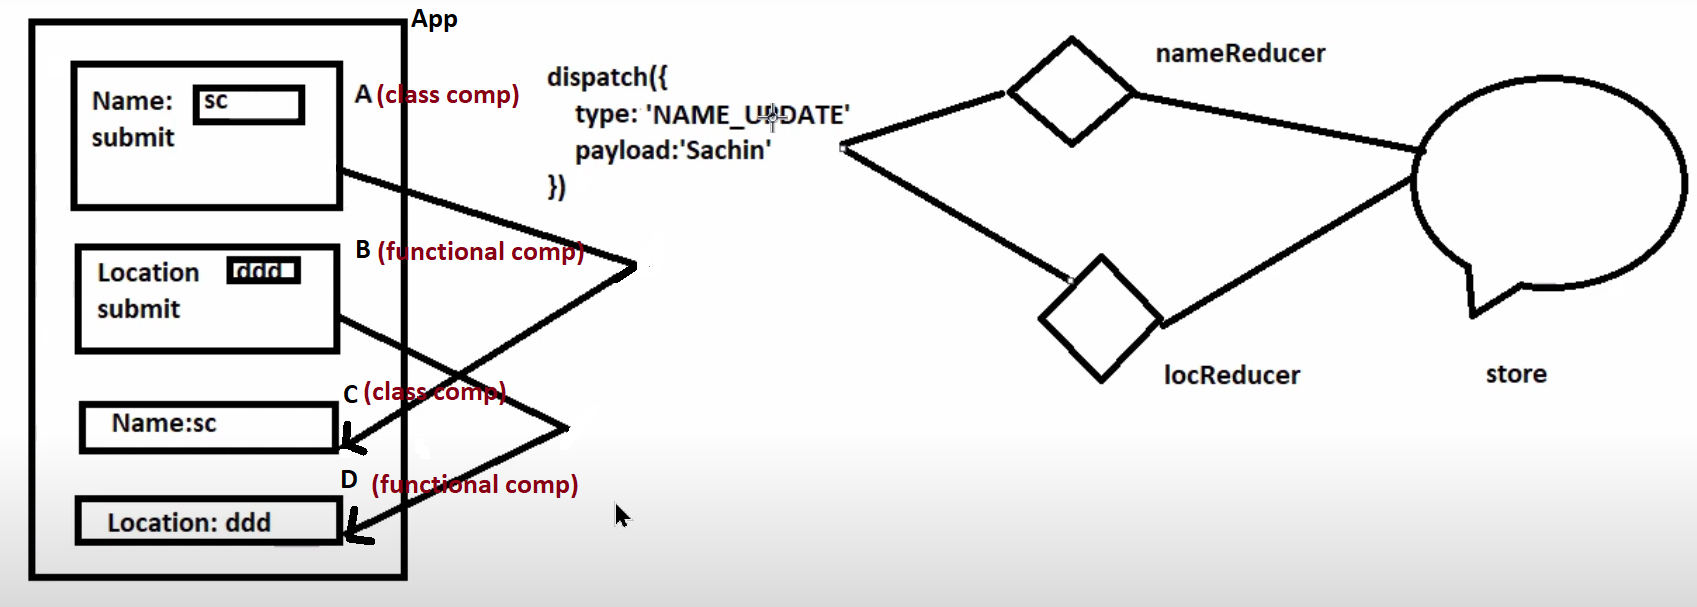 App
A (class comp)
Name: sc
submit
B (functional comp)
Location ddd
submit
C (class comp)
Name:sc
D (functional comp)
Location: ddd
dispatch({
type: 'NAME_UPDATE'
payload:'Sachin'
})
nameReducer
locReducer
store